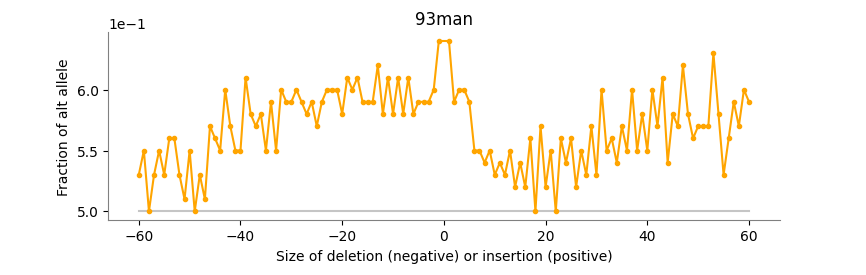 93man
1e−1
Fraction of alt allele
6.0
5.5
5.0
−60 −40 −20 0 20 40 60
Size of deletion (negative) or insertion (positive)